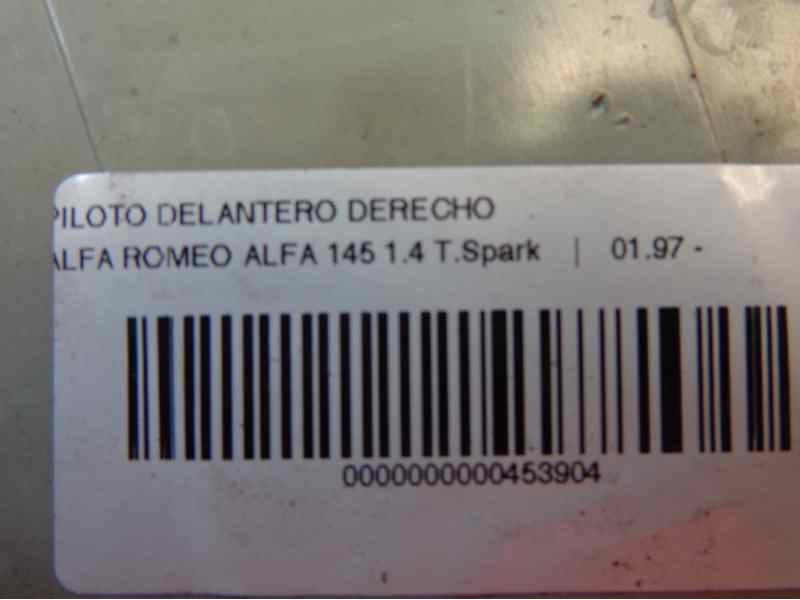 PILOTO DELANTERO DERECHO
ALFA ROMEO ALFA 145 1.4 T.Spark | 01.97 -
0000000000453904